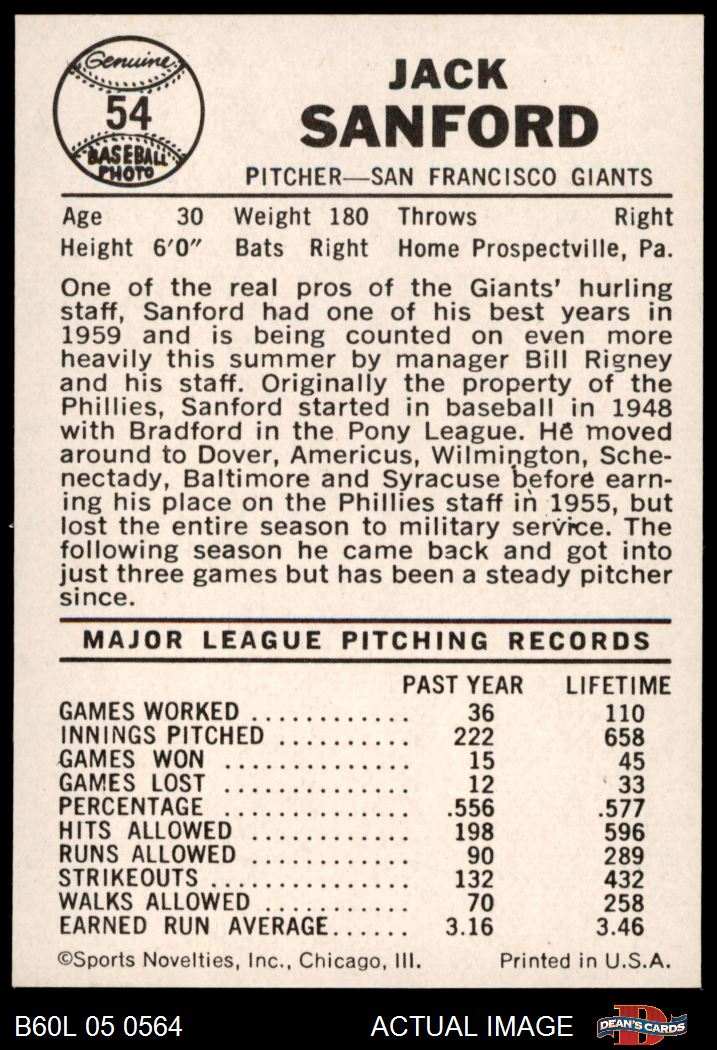 Genuine
54
BASEBALL
PHOTO
JACK
SANFORD
PITCHER—SAN FRANCISCO GIANTS
Age 30 Weight 180 Throws Right
Height 6'0" Bats Right Home Prospectville, Pa.
One of the real pros of the Giants' hurling
staff, Sanford had one of his best years in
1959 and is being counted on even more
heavily this summer by manager Bill Rigney
and his staff. Originally the property of the
Phillies, Sanford started in baseball in 1948
with Bradford in the Pony League. He moved
around to Dover, Americus, Wilmington, Sche-
nectady, Baltimore and Syracuse before earn-
ing his place on the Phillies staff in 1955, but
lost the entire season to military service. The
following season he came back and got into
just three games but has been a steady pitcher
since.
MAJOR LEAGUE PITCHING RECORDS
PAST YEAR LIFETIME
GAMES WORKED ............ 36 110
INNINGS PITCHED .......... 222 658
GAMES WON .............. 15 45
GAMES LOST .............. 12 33
PERCENTAGE .............. .556 .577
HITS ALLOWED ............ 198 596
RUNS ALLOWED ............ 90 289
STRIKEOUTS ............... 132 432
WALKS ALLOWED ........... 70 258
EARNED RUN AVERAGE...... 3.16 3.46
©Sports Novelties, Inc., Chicago, Ill. Printed in U.S.A.
B60L 05 0564 ACTUAL IMAGE D DEAN'S CARDS